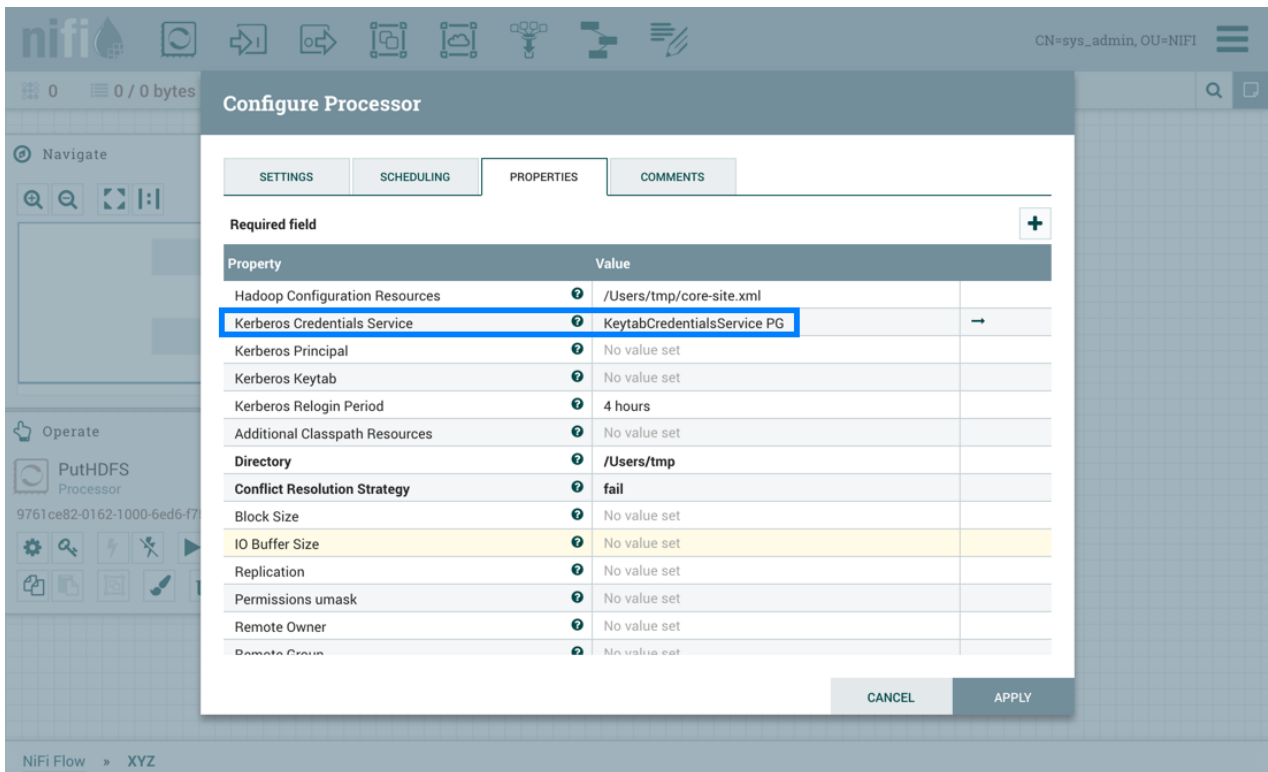 nifi
CN=sys_admin, OU=NIFI
0 0 / 0 bytes
Configure Processor
Navigate
SETTINGS SCHEDULING PROPERTIES COMMENTS
Required field
Property Value
Hadoop Configuration Resources /Users/tmp/core-site.xml
Kerberos Credentials Service KeytabCredentialsService PG
Kerberos Principal No value set
Kerberos Keytab No value set
Kerberos Relogin Period 4 hours
Additional Classpath Resources No value set
Directory /Users/tmp
Conflict Resolution Strategy fail
Block Size No value set
IO Buffer Size No value set
Replication No value set
Permissions umask No value set
Remote Owner No value set
Remote Group No value set
Operate
PutHDFS
Processor
9761ce82-0162-1000-6ed6-f7
CANCEL APPLY
NiFi Flow » XYZ